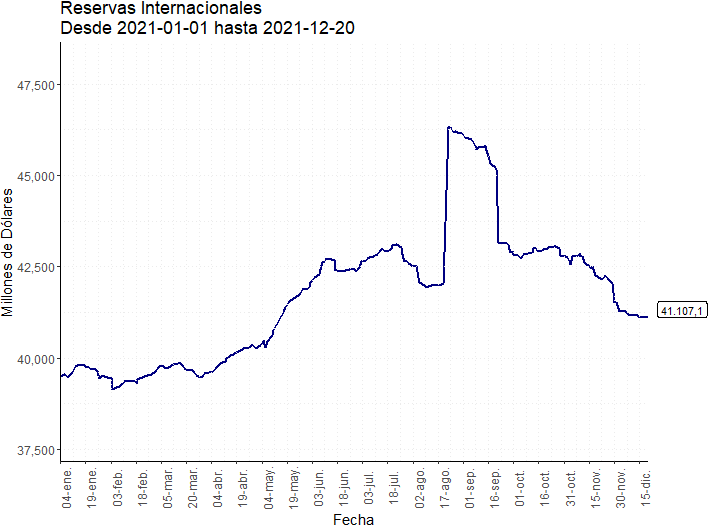 Reservas Internacionales
Desde 2021-01-01 hasta 2021-12-20
Millones de Dólares
47,500
45,000
42,500
40,000
37,500
41.107,1
04-ene.
19-ene.
03-feb.
18-feb.
05-mar.
20-mar.
04-abr.
19-abr.
04-may.
19-may.
03-jun.
18-jun.
03-jul.
18-jul.
02-ago.
17-ago.
01-sep.
16-sep.
01-oct.
16-oct.
31-oct.
15-nov.
30-nov.
15-dic.
Fecha